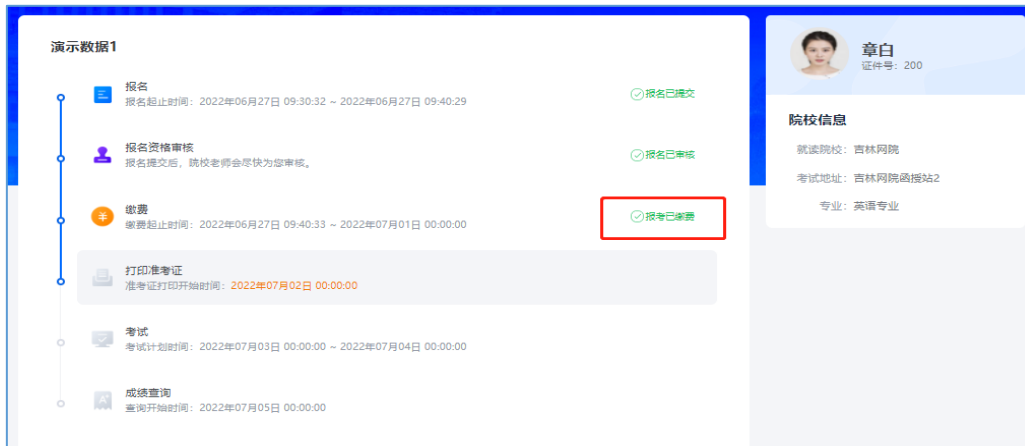 演示数据1
报名
报名起止时间：2022年06月27日 09:30:32 ~ 2022年06月27日 09:40:29
报名已提交
报名资格审核
报名提交后，院校老师会尽快为您审核。
报名已审核
缴费
缴费起止时间：2022年06月27日 09:40:33 ~ 2022年07月01日 00:00:00
报考已缴费
打印准考证
准考证打印开始时间：2022年07月02日 00:00:00
考试
考试计划时间：2022年07月03日 00:00:00 ~ 2022年07月04日 00:00:00
成绩查询
查询开始时间：2022年07月05日 00:00:00
章白
证件号：200
院校信息
就读院校：吉林网院
考试地址：吉林网院函授站2
专业：英语专业